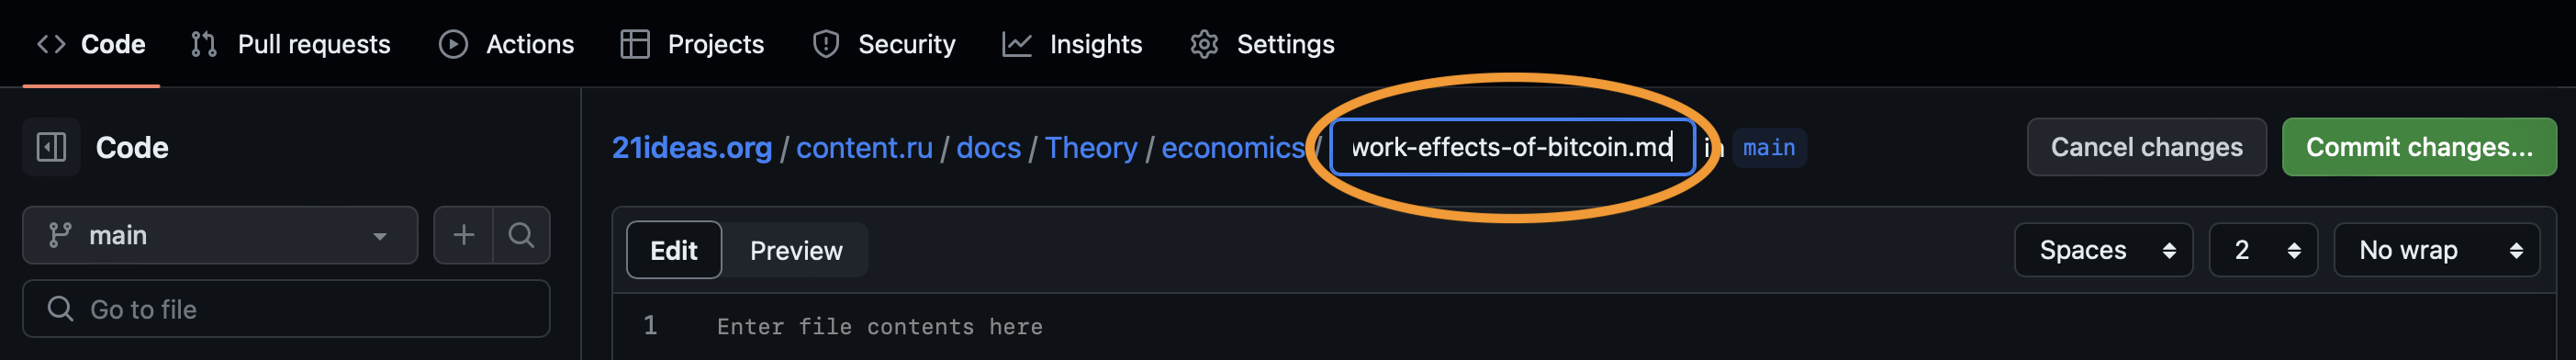 Code Pull requests Actions Projects Security Insights Settings
Code
21ideas.org / content.ru / docs / Theory / economics / work-effects-of-bitcoin.md in main
Cancel changes Commit changes...
main
Edit Preview
Spaces 2 No wrap
Go to file
1 Enter file contents here